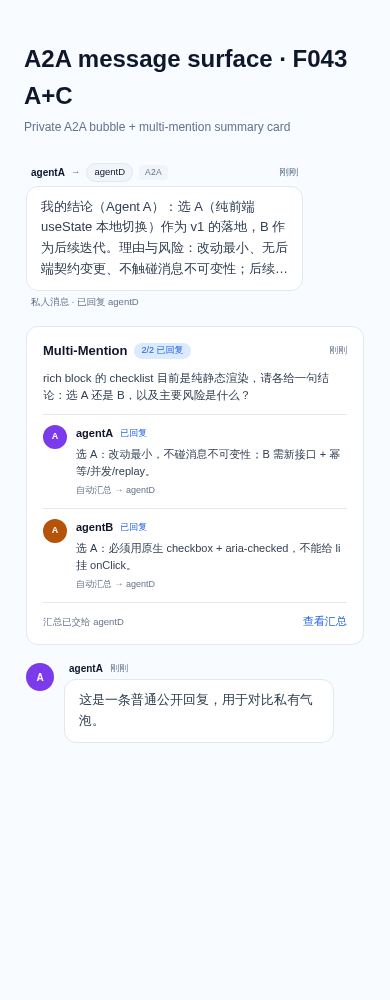 A2A message surface · F043
A+C
Private A2A bubble + multi-mention summary card
agentA → agentD A2A 刚刚
我的结论（Agent A）：选 A（纯前端
useState 本地切换）作为 v1 的落地，B 作
为后续迭代。理由与风险：改动最小、无后
端契约变更、不触碰消息不可变性；后续…
私人消息 · 已回复 agentD
Multi-Mention 2/2 已回复 刚刚
rich block 的 checklist 目前是纯静态渲染，请各给一句结
论：选 A 还是 B，以及主要风险是什么？
A agentA 已回复
选 A：改动最小，不碰消息不可变性；B 需新接口 + 幂
等/并发/replay。
自动汇总 → agentD
A agentB 已回复
选 A：必须用原生 checkbox + aria-checked，不能给 li
挂 onClick。
自动汇总 → agentD
汇总已交给 agentD 查看汇总
A agentA 刚刚
这是一条普通公开回复，用于对比私有气
泡。